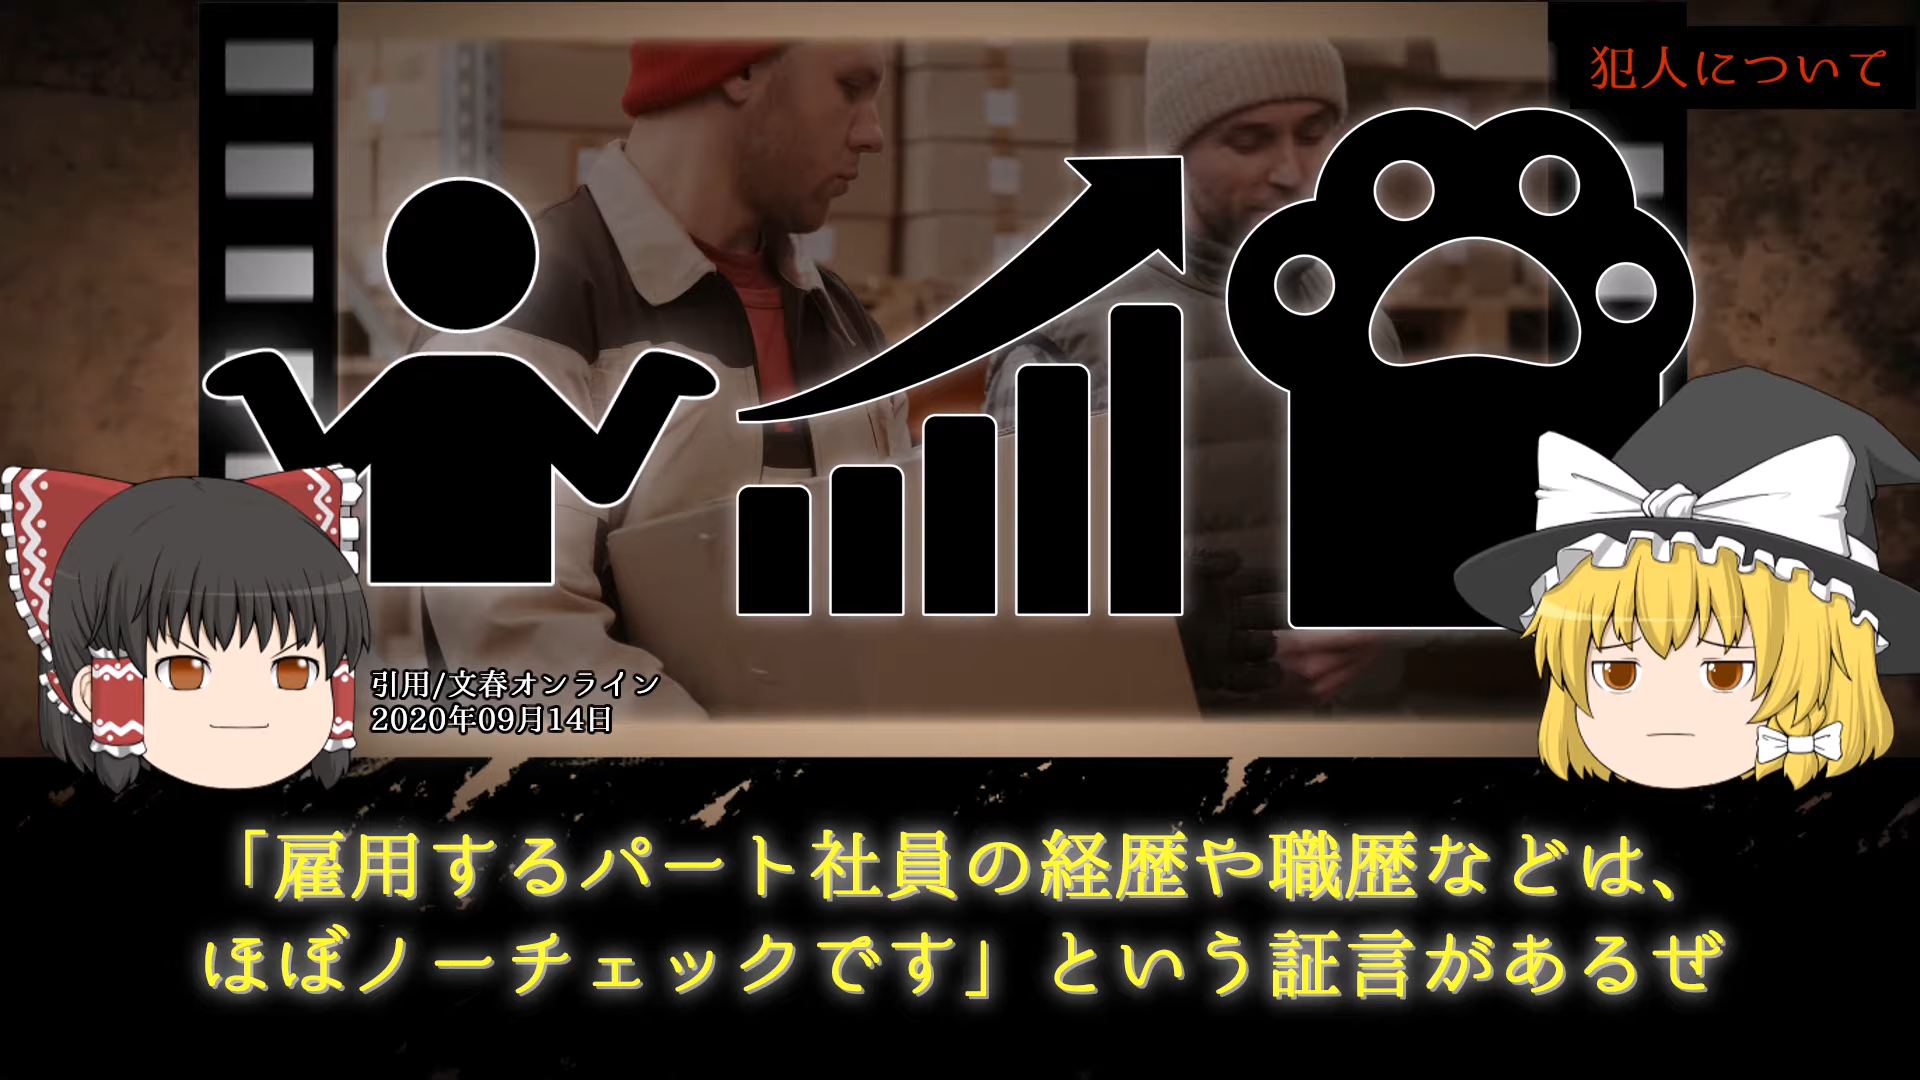 犯人について
引用/文春オンライン
2020年09月14日
「雇用するパート社員の経歴や職歴などは、
ほぼノーチェックです」という証言があるぜ